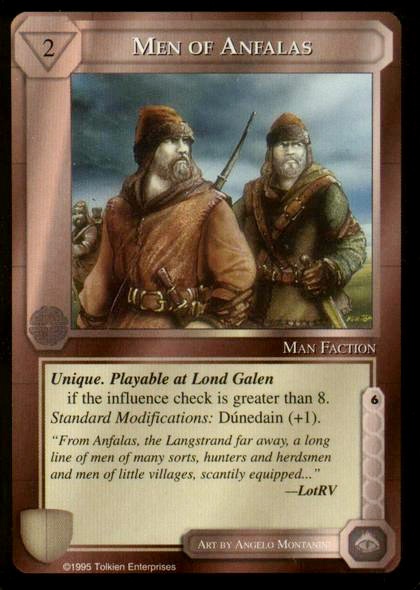 2
MEN OF ANFALAS
MAN FACTION
Unique. Playable at Lond Galen
if the influence check is greater than 8.
Standard Modifications: Dúnedain (+1).
“From Anfalas, the Langstrand far away, a long
line of men of many sorts, hunters and herdsmen
and men of little villages, scantily equipped...”
—LotRV
6
ART BY ANGELO MONTANINI
©1995 Tolkien Enterprises